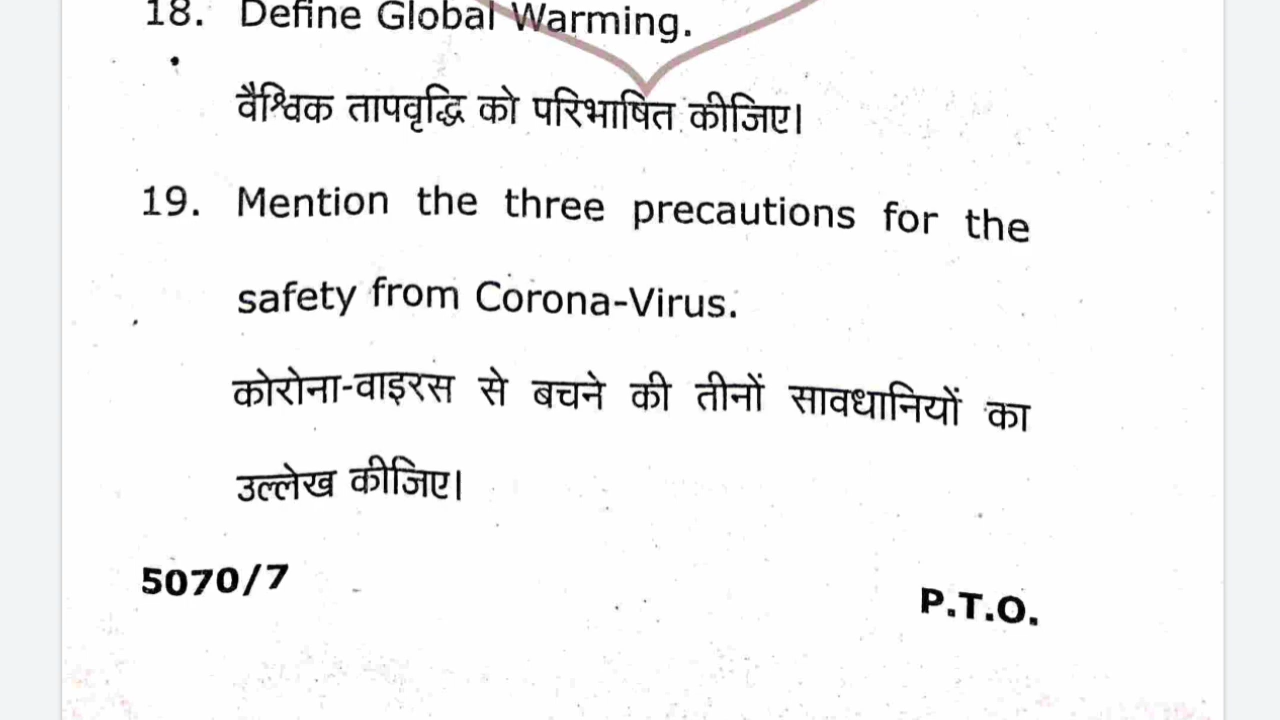 18. Define Global Warming.
वैश्विक तापवृद्धि को परिभाषित कीजिए।
19. Mention the three precautions for the
safety from Corona-Virus.
कोरोना-वाइरस से बचने की तीनों सावधानियों का
उल्लेख कीजिए।
5070/7 P.T.O.